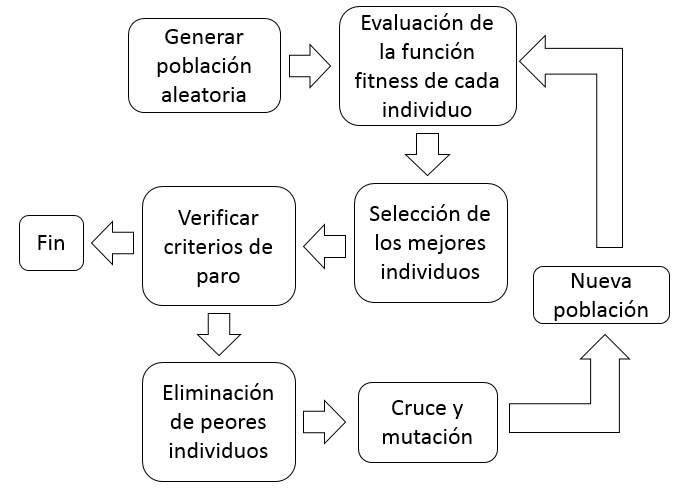 Generar
población
aleatoria
Evaluación de
la función
fitness de cada
individuo
Selección de
los mejores
individuos
Verificar
criterios de
paro
Fin
Eliminación
de peores
individuos
Cruce y
mutación
Nueva
población